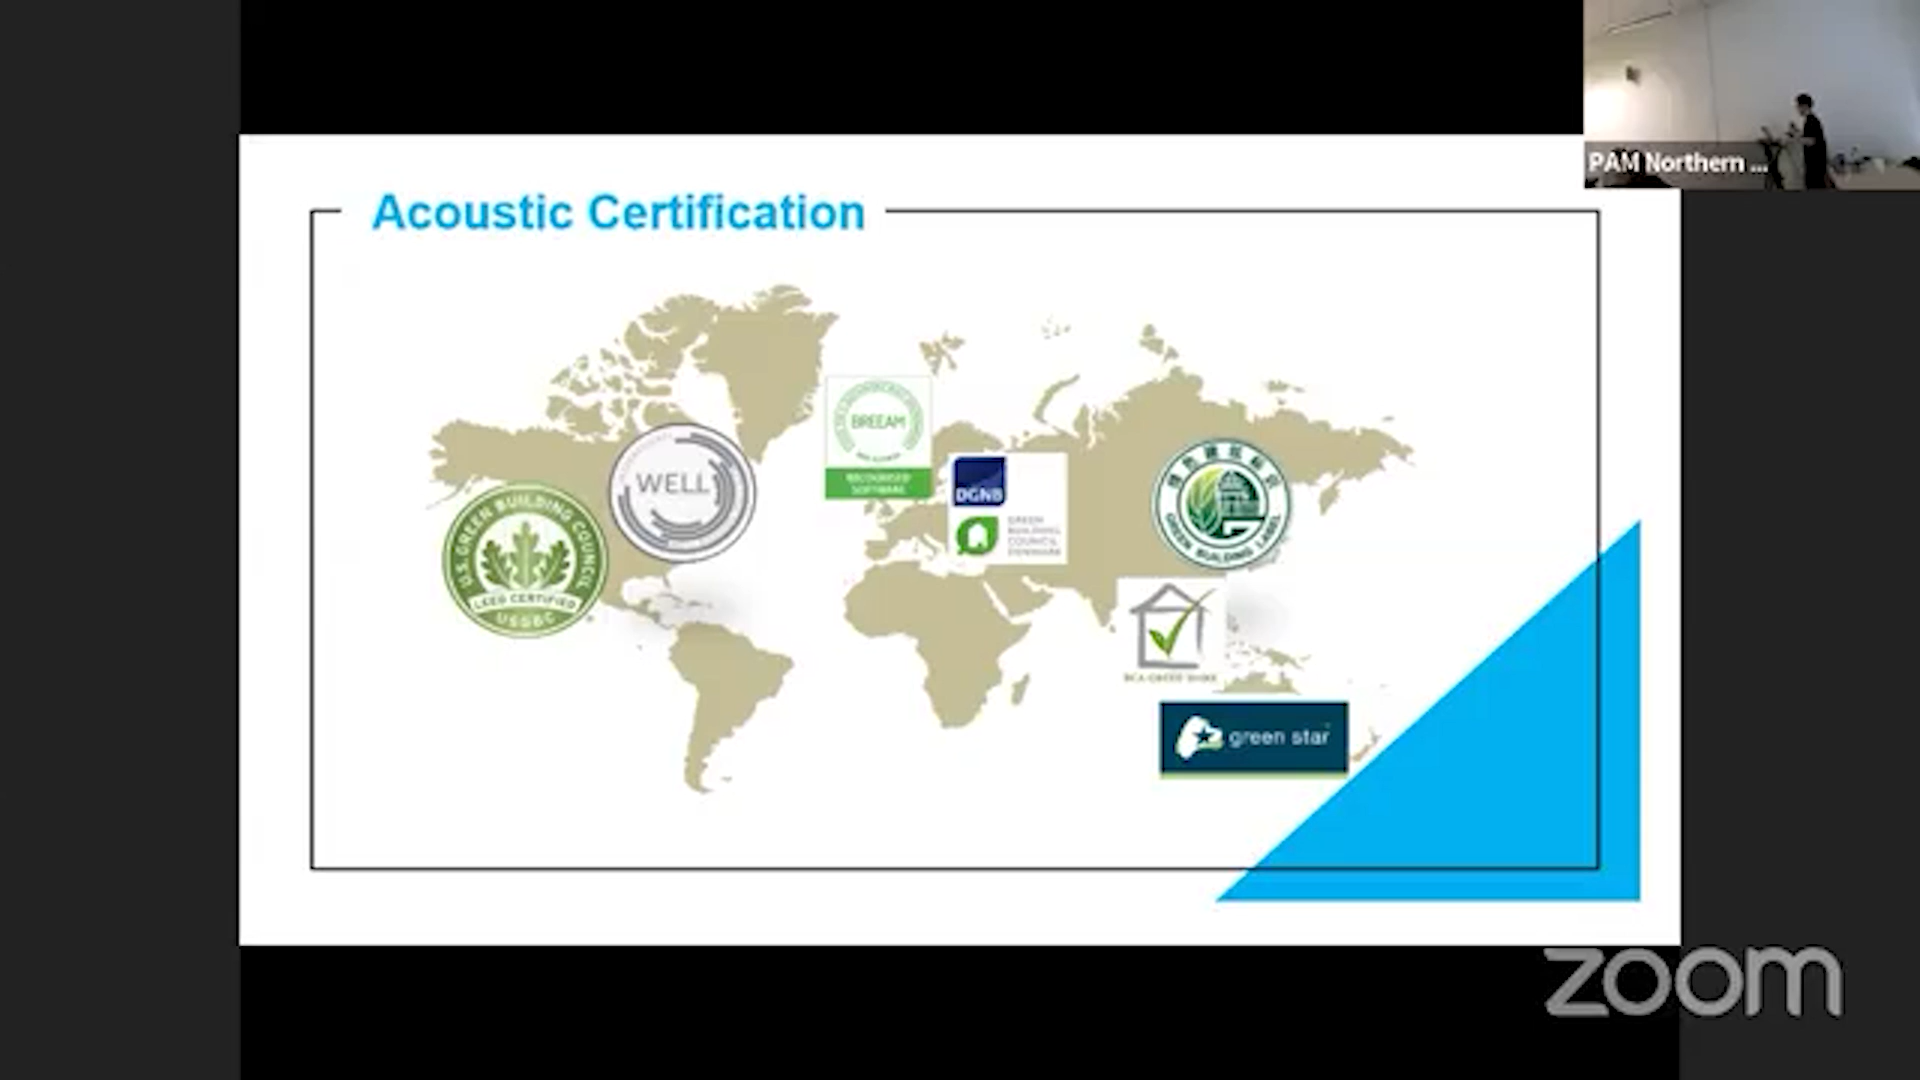 PAM Northern ...
Acoustic Certification
BREEAM
RECOGNISED
SOFTWARE
WELL
DGNB
GREEN
BUILDING
COUNCIL
DENMARK
U.S. GREEN BUILDING COUNCIL
LEED CERTIFIED
USGBC
GREEN BUILDING LABEL
BCA GREEN MARK
green star
zoom